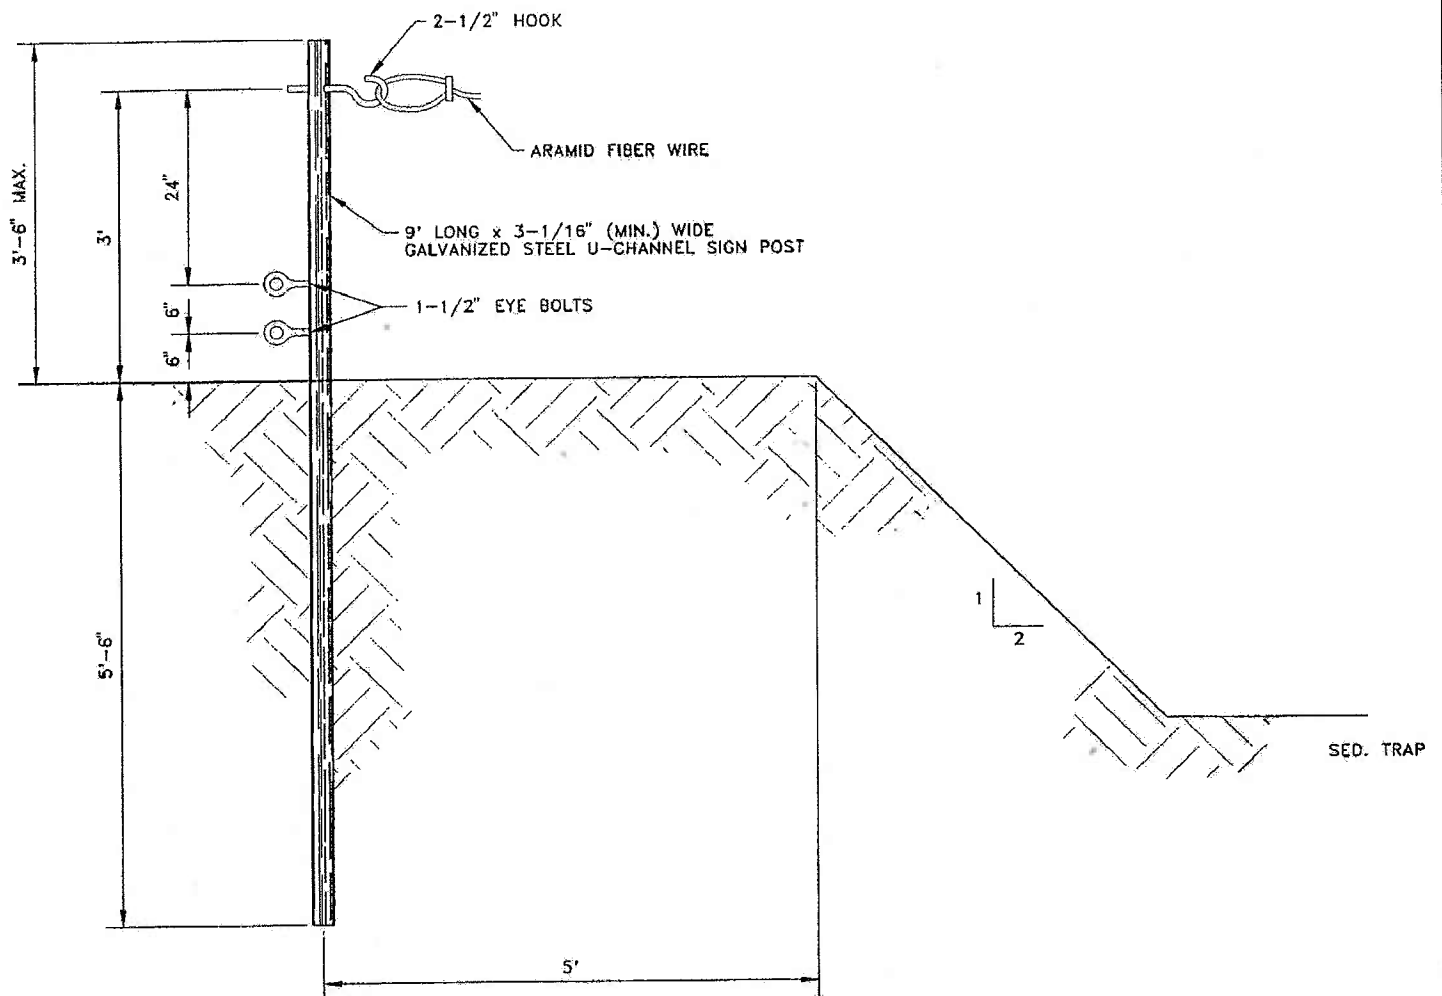 2-1/2" HOOK
ARAMID FIBER WIRE
3'-6" MAX.
3'
24"
9' LONG x 3-1/16" (MIN.) WIDE
GALVANIZED STEEL U-CHANNEL SIGN POST
1-1/2" EYE BOLTS
6"
6"
1
2
5'-6"
SED. TRAP
5'